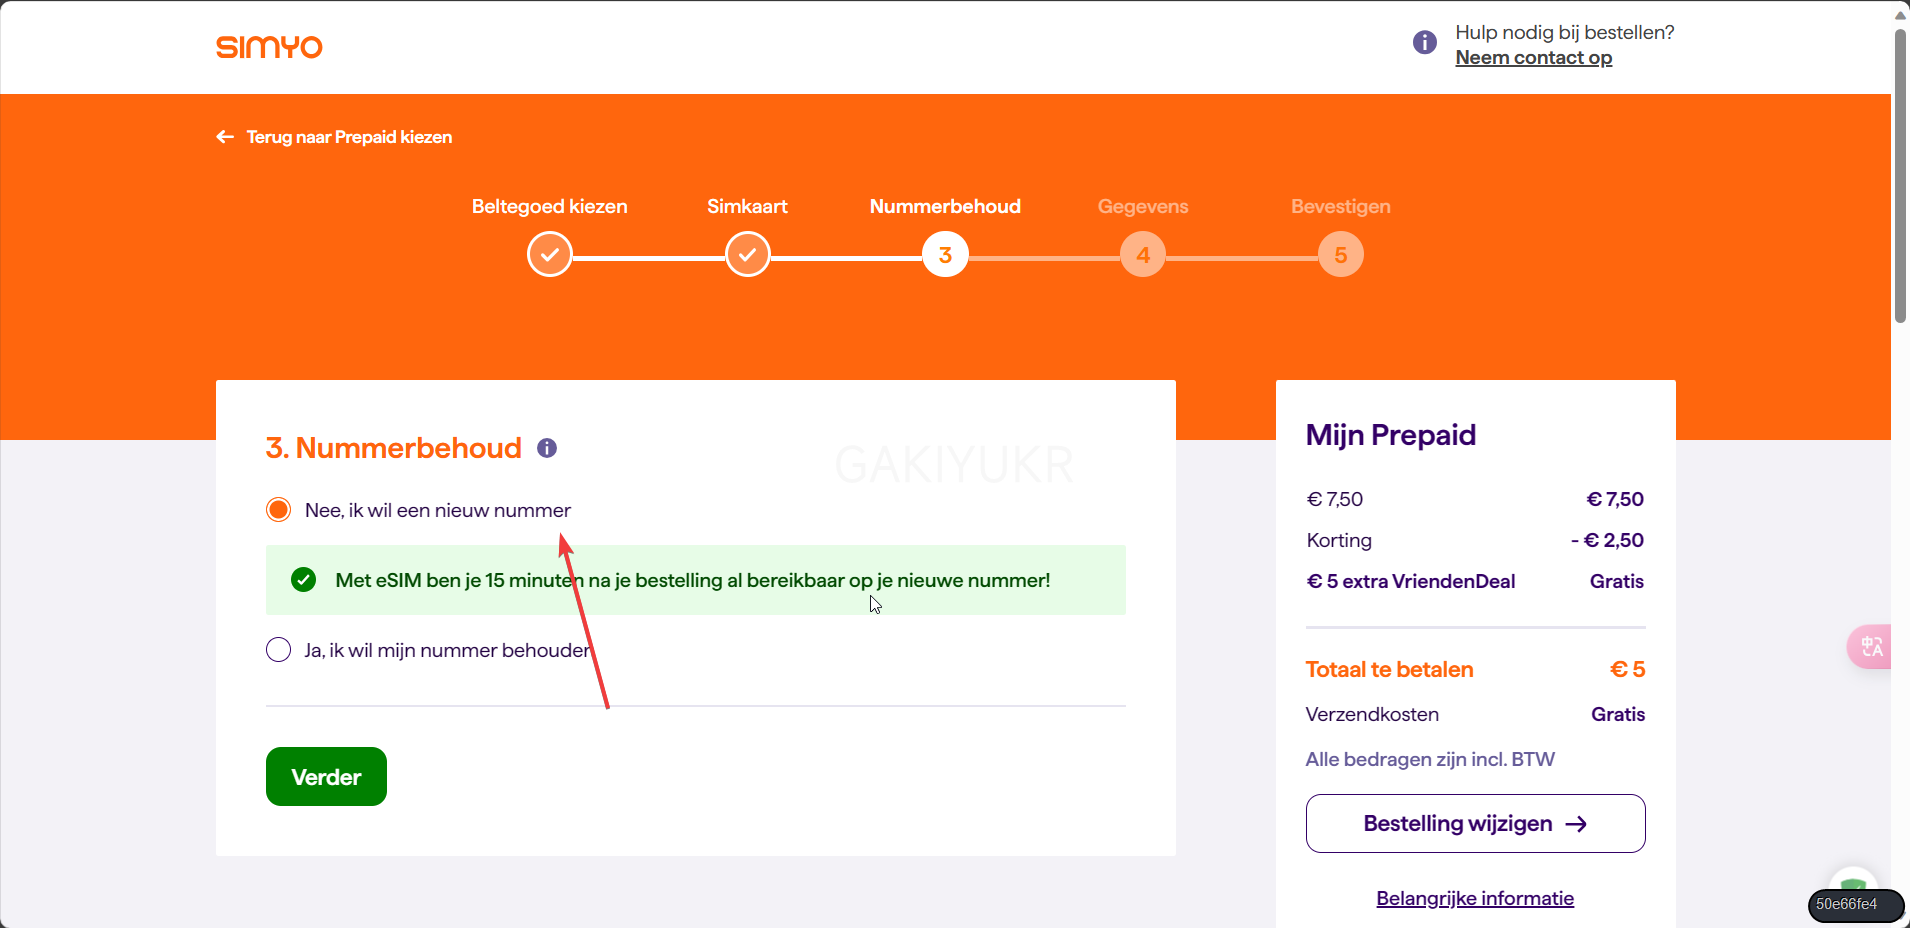 SIMYO
Hulp nodig bij bestellen?
Neem contact op
Terug naar Prepaid kiezen
Beltegoed kiezen
Simkaart
Nummerbehoud
Gegevens
Bevestigen
3
4
5
3. Nummerbehoud
GAKIYUKR
Nee, ik wil een nieuw nummer
Met eSIM ben je 15 minuten na je bestelling al bereikbaar op je nieuwe nummer!
Ja, ik wil mijn nummer behouden
Verder
Mijn Prepaid
€ 7,50 € 7,50
Korting - € 2,50
€ 5 extra VriendenDeal Gratis
Totaal te betalen € 5
Verzendkosten Gratis
Alle bedragen zijn incl. BTW
Bestelling wijzigen
Belangrijke informatie
中A
50e66fe4